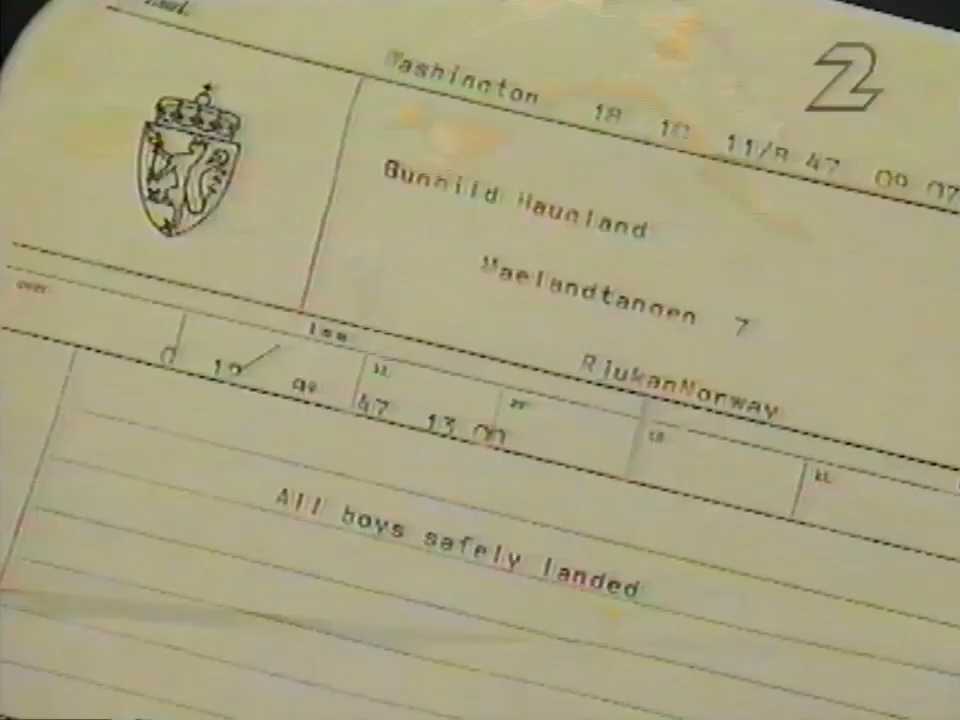 2
Washington 18 10 11/8 47 09 07
Gunhild Haugland
Maelandtangen 7
RjukanNorway
47 13 00
All boys safely landed